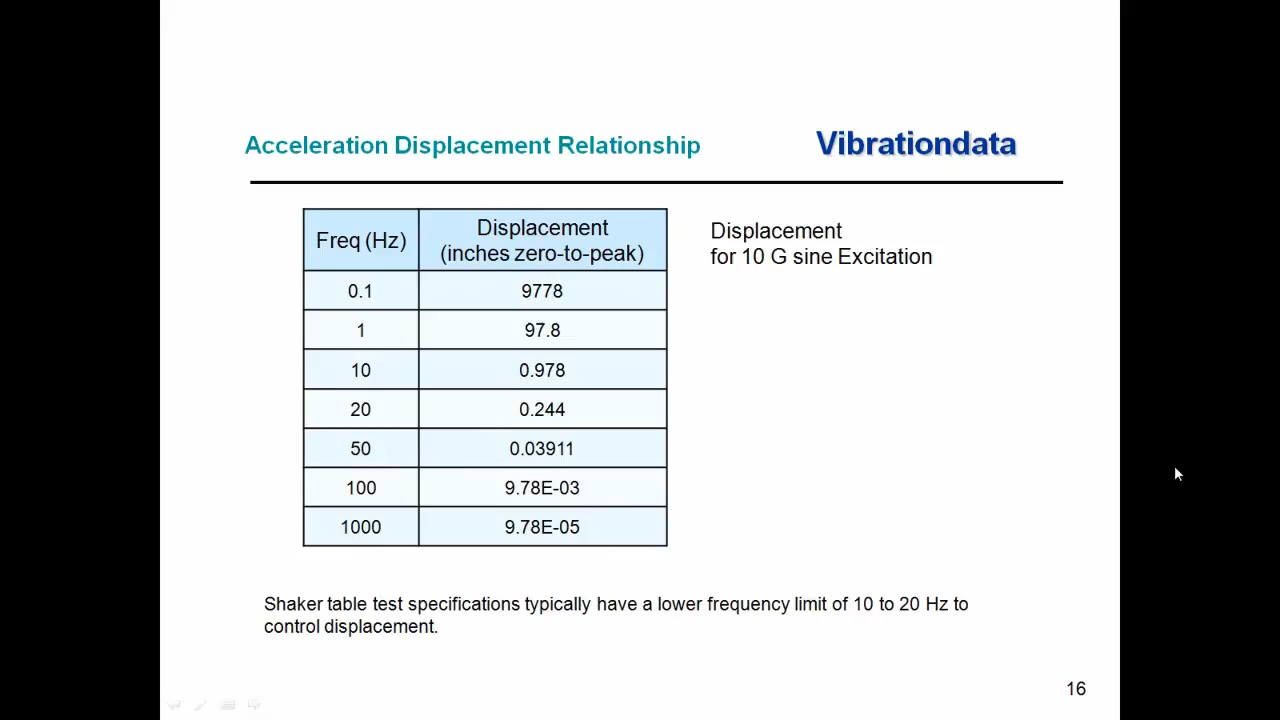 Acceleration Displacement Relationship
Vibrationdata
Freq (Hz) Displacement (inches zero-to-peak)
0.1 9778
1 97.8
10 0.978
20 0.244
50 0.03911
100 9.78E-03
1000 9.78E-05
Displacement
for 10 G sine Excitation
Shaker table test specifications typically have a lower frequency limit of 10 to 20 Hz to
control displacement.
16